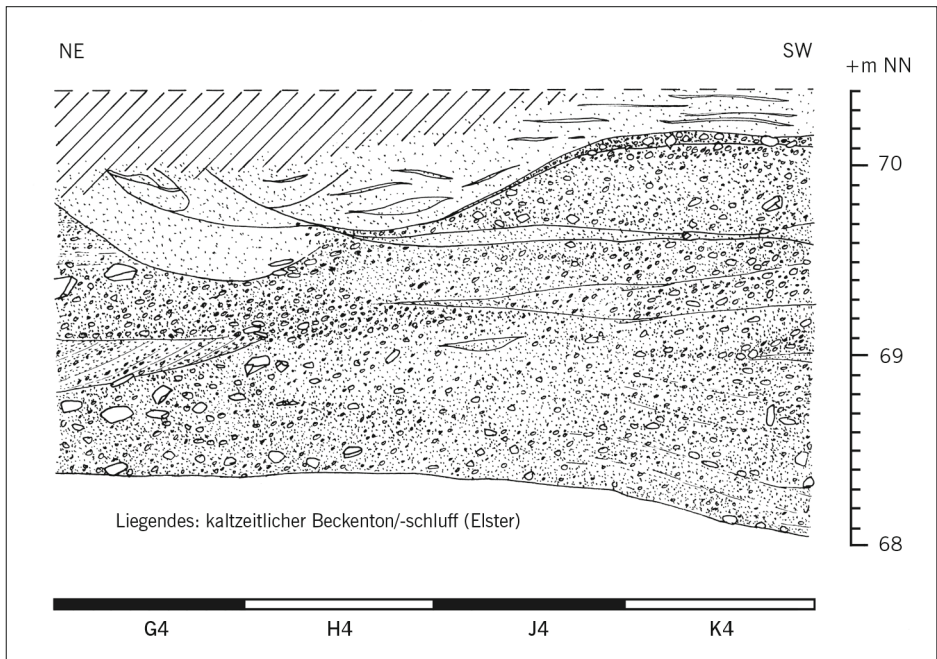 NE
SW
+m NN
70
69
68
Liegendes: kaltzeitlicher Beckenton/-schluff (Elster)
G4
H4
J4
K4